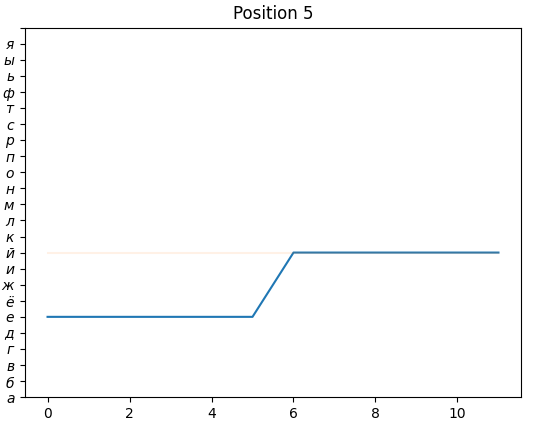 Position 5
я
ы
ь
ф
т
с
р
п
о
н
м
л
к
й
и
ж
ё
е
д
г
в
б
а
0 2 4 6 8 10